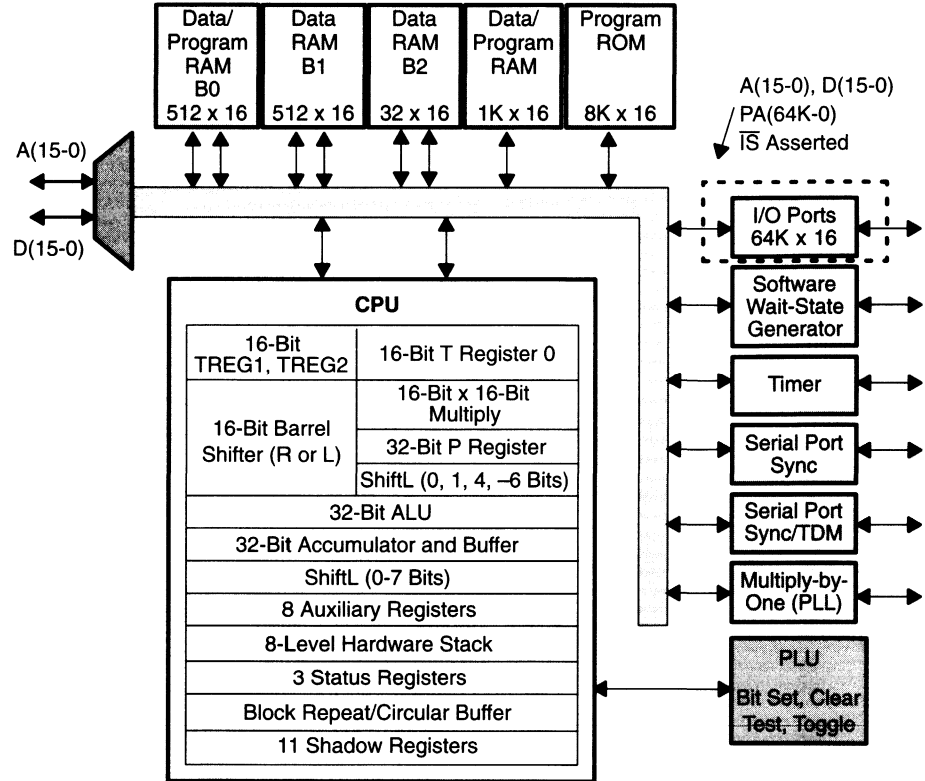 Data/
Program
RAM
B0
512 x 16
Data
RAM
B1
512 x 16
Data
RAM
B2
32 x 16
Data/
Program
RAM
1K x 16
Program
ROM
8K x 16
A(15-0), D(15-0)
PA(64K-0)
IS Asserted
A(15-0)
D(15-0)
I/O Ports
64K x 16
Software
Wait-State
Generator
Timer
Serial Port
Sync
Serial Port
Sync/TDM
Multiply-by-
One (PLL)
PLU
Bit Set, Clear
Test, Toggle
CPU
16-Bit
TREG1, TREG2
16-Bit T Register 0
16-Bit Barrel
Shifter (R or L)
16-Bit x 16-Bit
Multiply
32-Bit P Register
ShiftL (0, 1, 4, –6 Bits)
32-Bit ALU
32-Bit Accumulator and Buffer
ShiftL (0-7 Bits)
8 Auxiliary Registers
8-Level Hardware Stack
3 Status Registers
Block Repeat/Circular Buffer
11 Shadow Registers